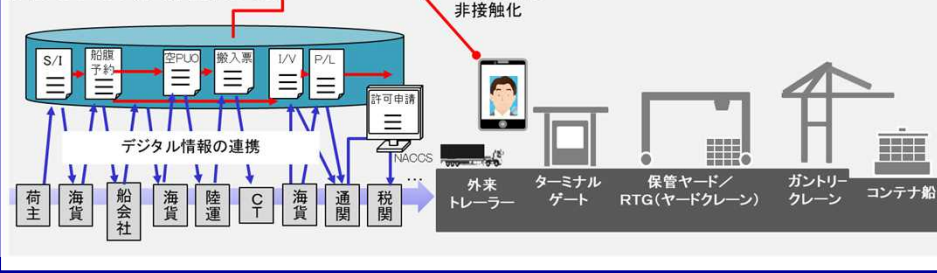 非接触化
S/I
船腹
予約
空PUO
搬入票
I/V
P/L
許可申請
デジタル情報の連携
NACCS
…
荷主
海貨
船会社
海貨
陸運
CT
海貨
通関
税関
外来
トレーラー
ターミナル
ゲート
保管ヤード/
RTG(ヤードクレーン)
ガントリー
クレーン
コンテナ船